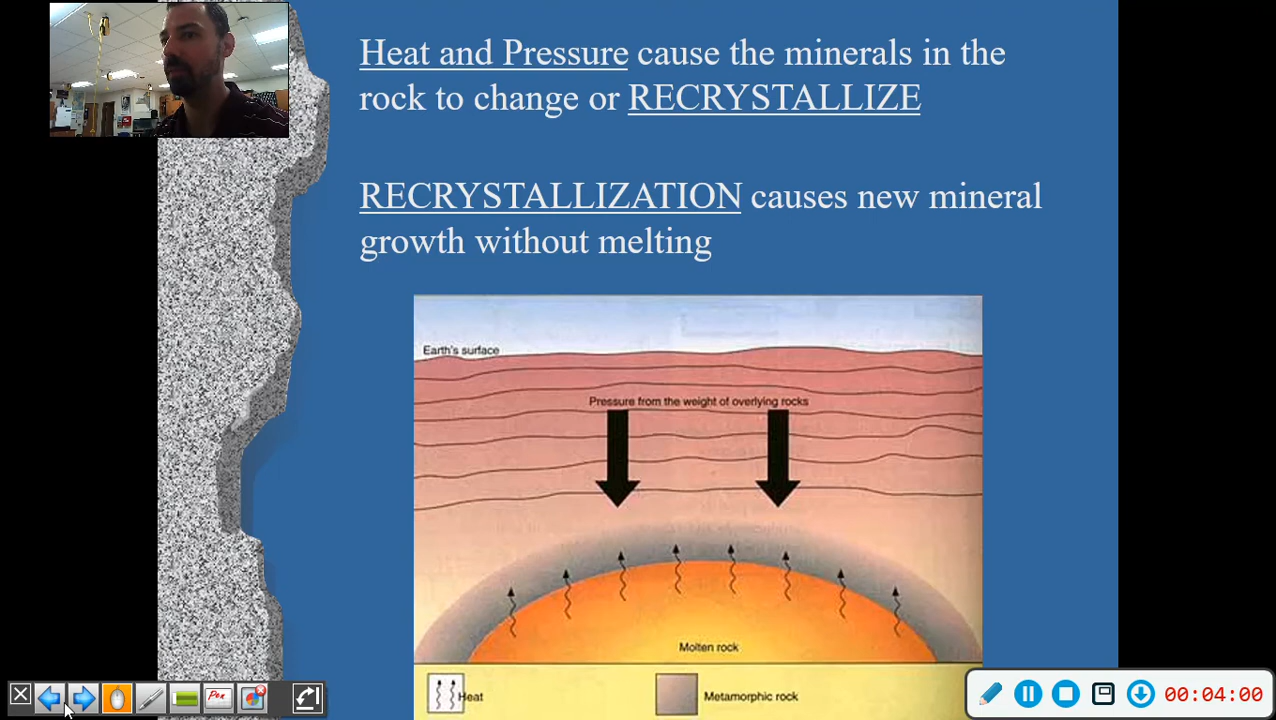 Heat and Pressure cause the minerals in the
rock to change or RECRYSTALLIZE
RECRYSTALLIZATION causes new mineral
growth without melting
Earth's surface
Pressure from the weight of overlying rocks
Molten rock
Heat
Metamorphic rock
Pen
00:04:00